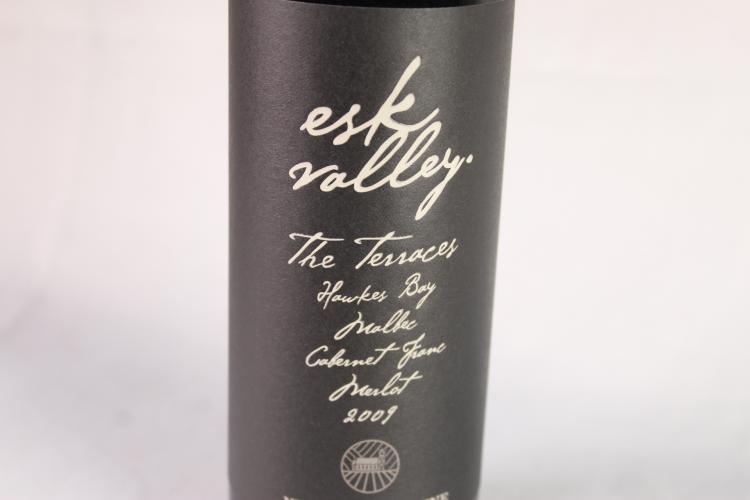 esk
valley.
The Terraces
Hawkes Bay
Malbec
Cabernet Franc
Merlot
2009